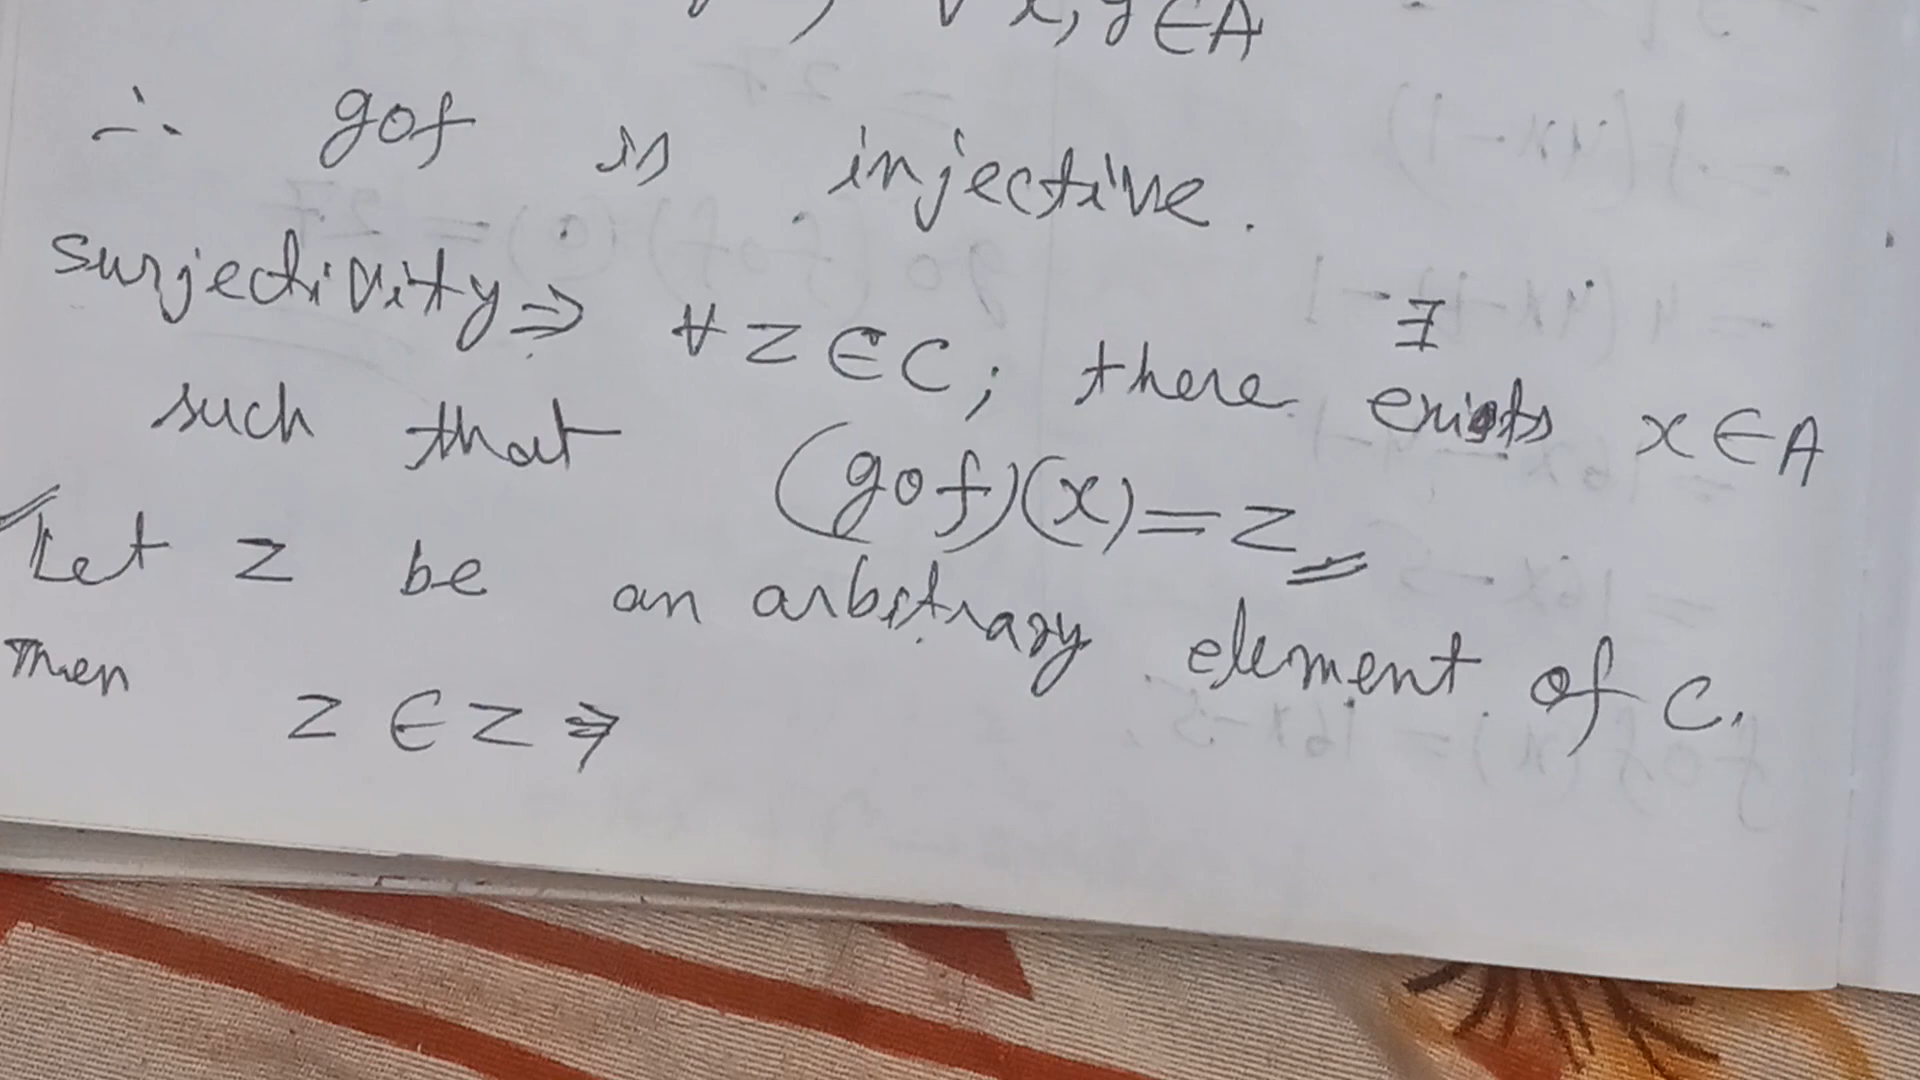 ∀ x, y ∈ A
∴ gof is injective.
surjectivity ⇒ ∀ z ∈ C; there exists x ∈ A
∃
such that (gof)(x) = z
Let z be an arbitrary element of C.
Then z ∈ z ⇒